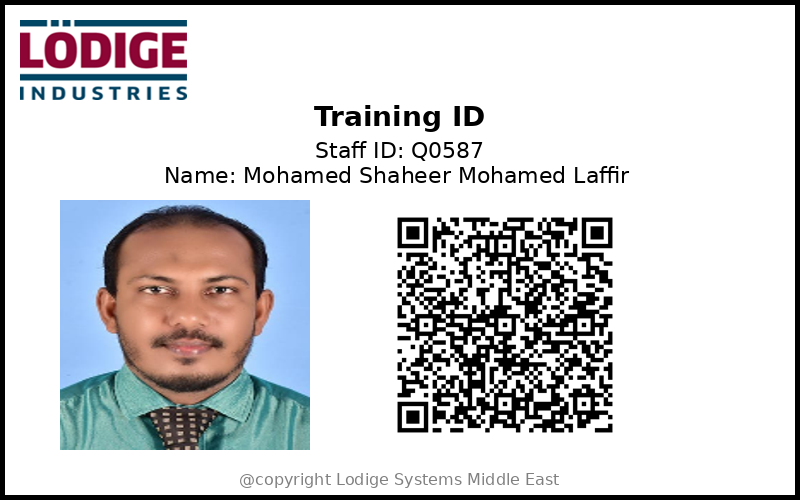 LÖDIGE
INDUSTRIES
Training ID
Staff ID: Q0587
Name: Mohamed Shaheer Mohamed Laffir
@copyright Lodige Systems Middle East